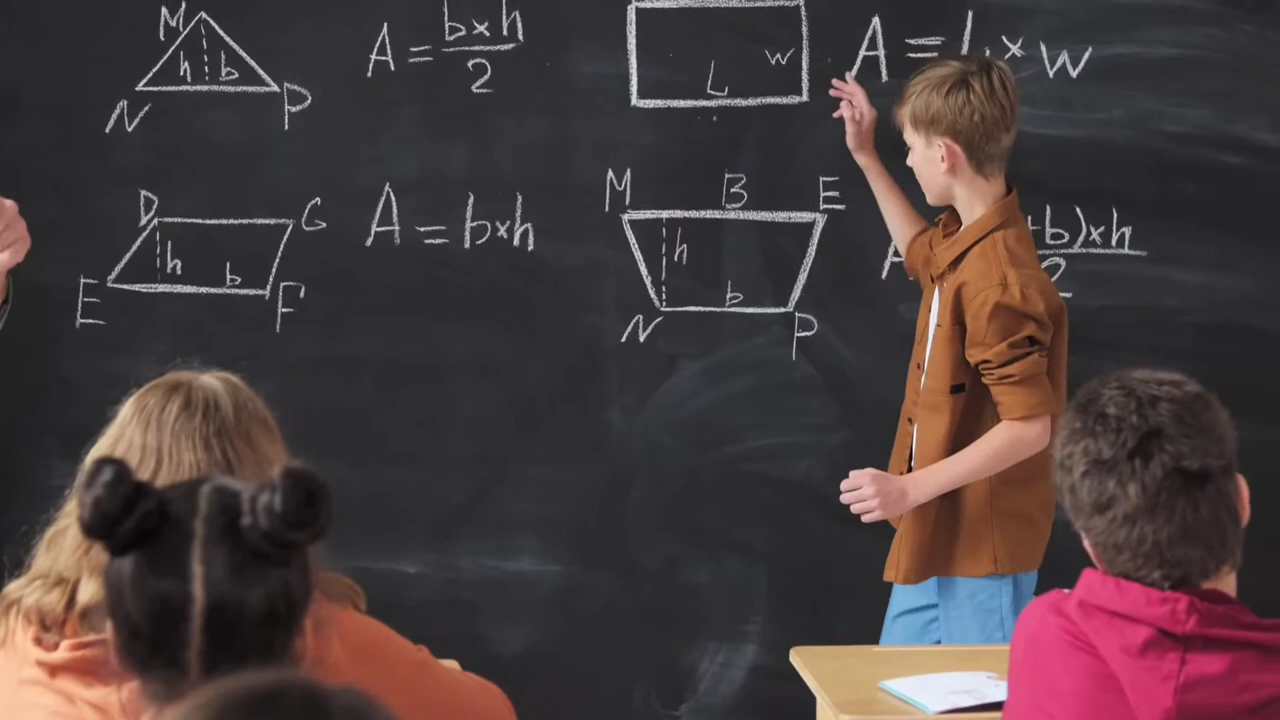 M
h b
N P
A = b×h
2
L W
A = L × W
D G
h b
E F
A = b×h
M B E
h
b
N P
b)×h
2